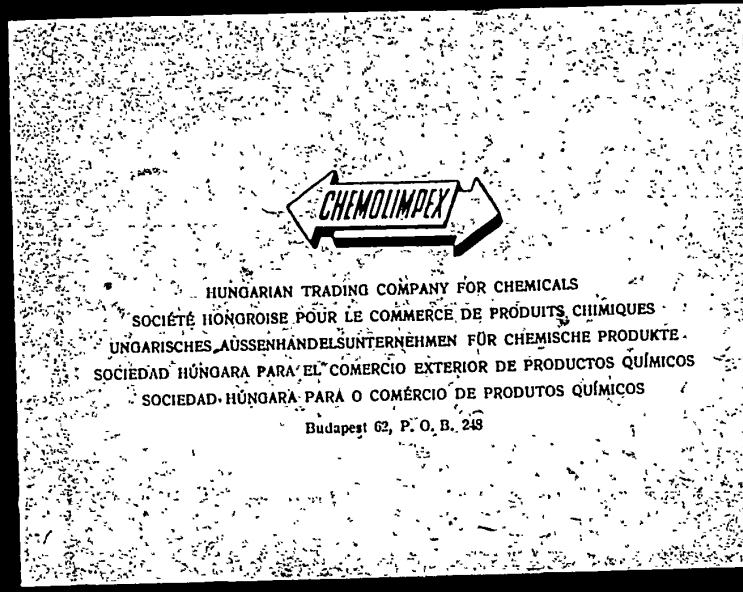 CHEMOLIMPEX
HUNGARIAN TRADING COMPANY FOR CHEMICALS
SOCIÉTÉ HONGROISE POUR LE COMMERCE DE PRODUITS CHIMIQUES
UNGARISCHES AUSSENHANDELSUNTERNEHMEN FÜR CHEMISCHE PRODUKTE
SOCIEDAD HÚNGARA PARA EL COMERCIO EXTERIOR DE PRODUCTOS QUÍMICOS
SOCIEDAD HÚNGARA PARA O COMÉRCIO DE PRODUTOS QUÍMICOS
Budapest 62, P. O. B. 248